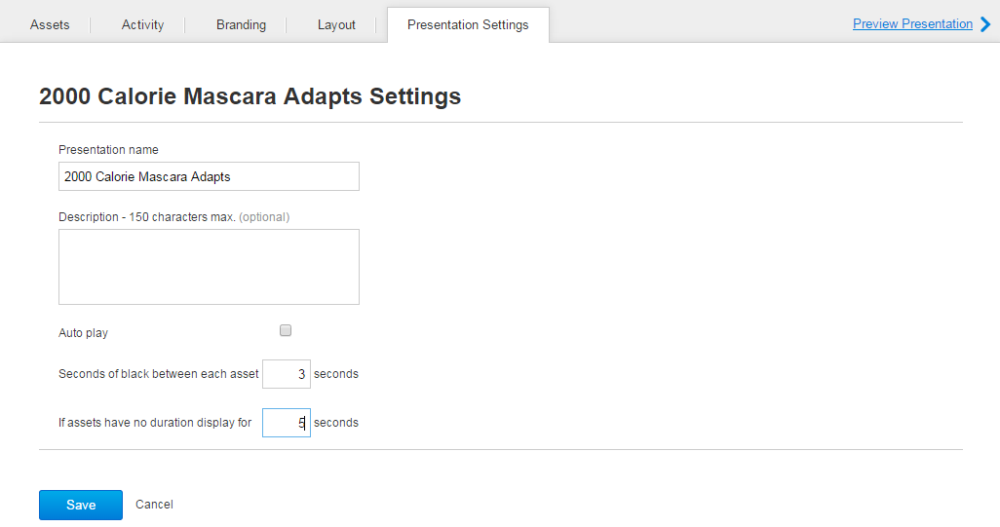 Assets Activity Branding Layout Presentation Settings Preview Presentation
2000 Calorie Mascara Adapts Settings
Presentation name
2000 Calorie Mascara Adapts
Description - 150 characters max. (optional)
Auto play
Seconds of black between each asset 3 seconds
If assets have no duration display for 5 seconds
Save Cancel